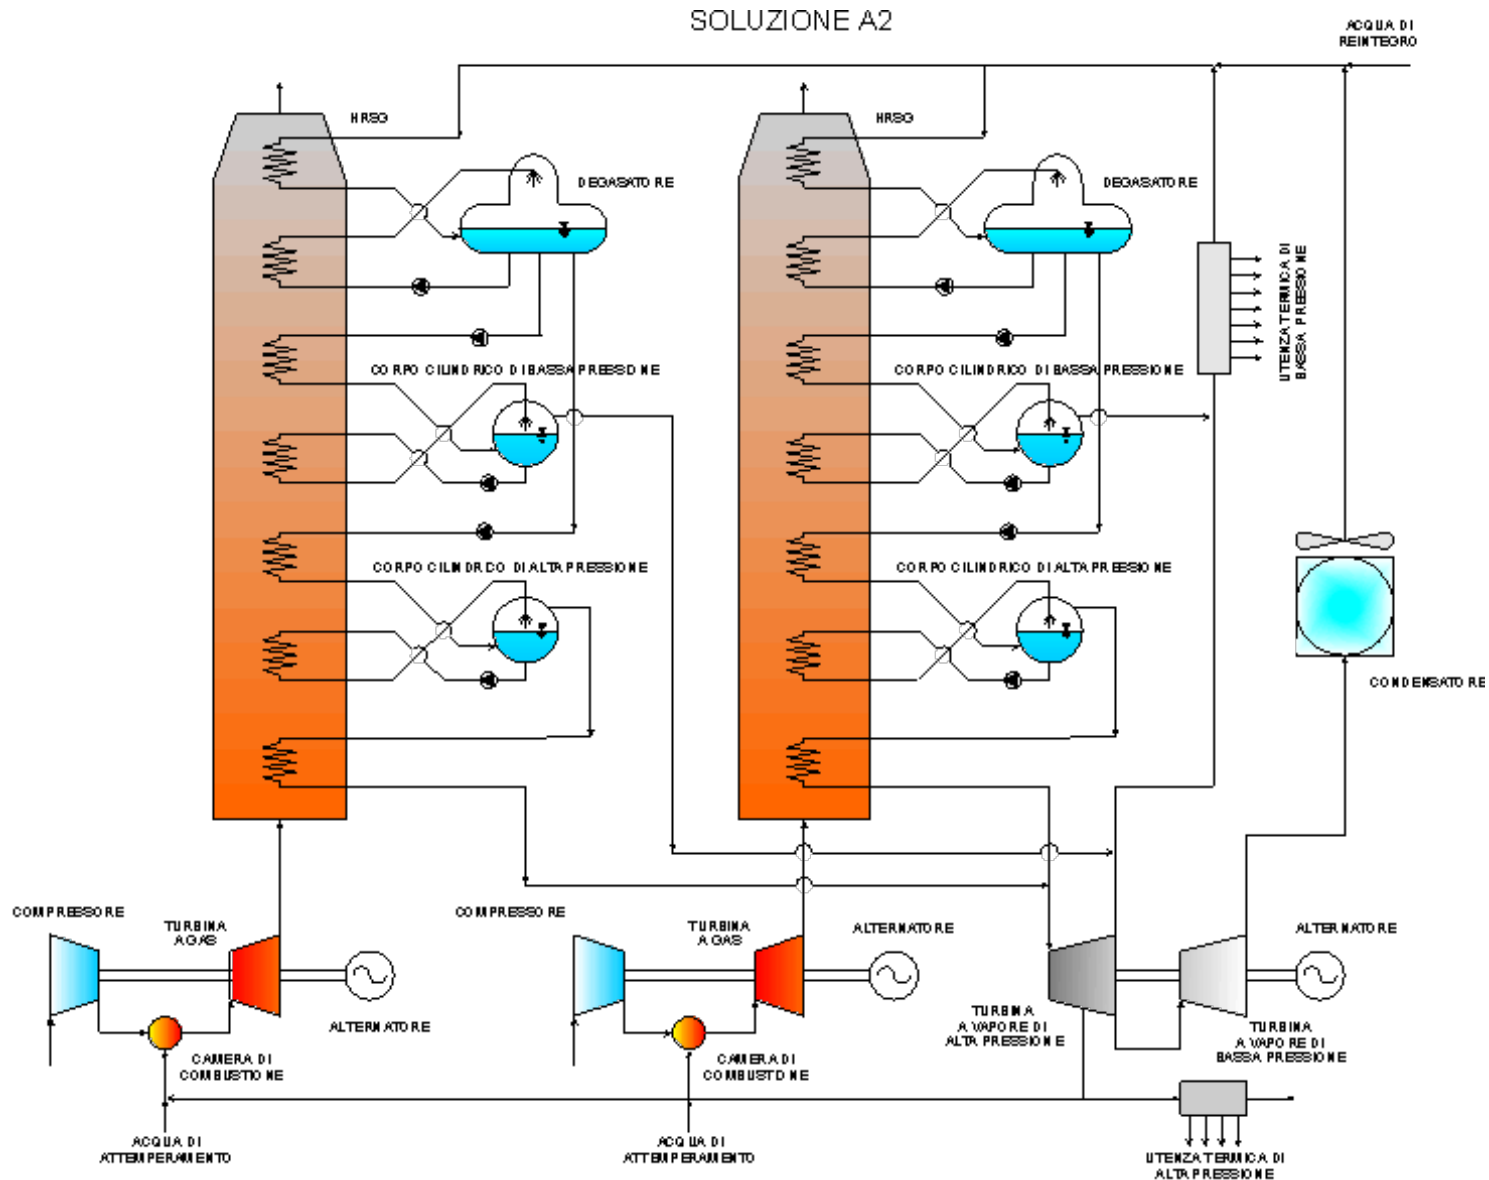 SOLUZIONE A2
ACQUA DI
REINTEGRO
HRSG
HRSG
DEGASATORE
DEGASATORE
UTENZA TERMICA DI
BASSA PRESSIONE
CORPO CILINDRICO DI BASSA PRESSIONE
CORPO CILINDRICO DI BASSA PRESSIONE
CORPO CILINDRICO DI ALTA PRESSIONE
CORPO CILINDRICO DI ALTA PRESSIONE
CONDENSATORE
COMPRESSORE
TURBINA
A GAS
ALTERNATORE
CAMERA DI
COMBUSTIONE
ACQUA DI
ATTEMPERAMENTO
COMPRESSORE
TURBINA
A GAS
ALTERNATORE
CAMERA DI
COMBUSTIONE
ACQUA DI
ATTEMPERAMENTO
ALTERNATORE
TURBINA
A VAPORE DI
ALTA PRESSIONE
TURBINA
A VAPORE DI
BASSA PRESSIONE
UTENZA TERMICA DI
ALTA PRESSIONE